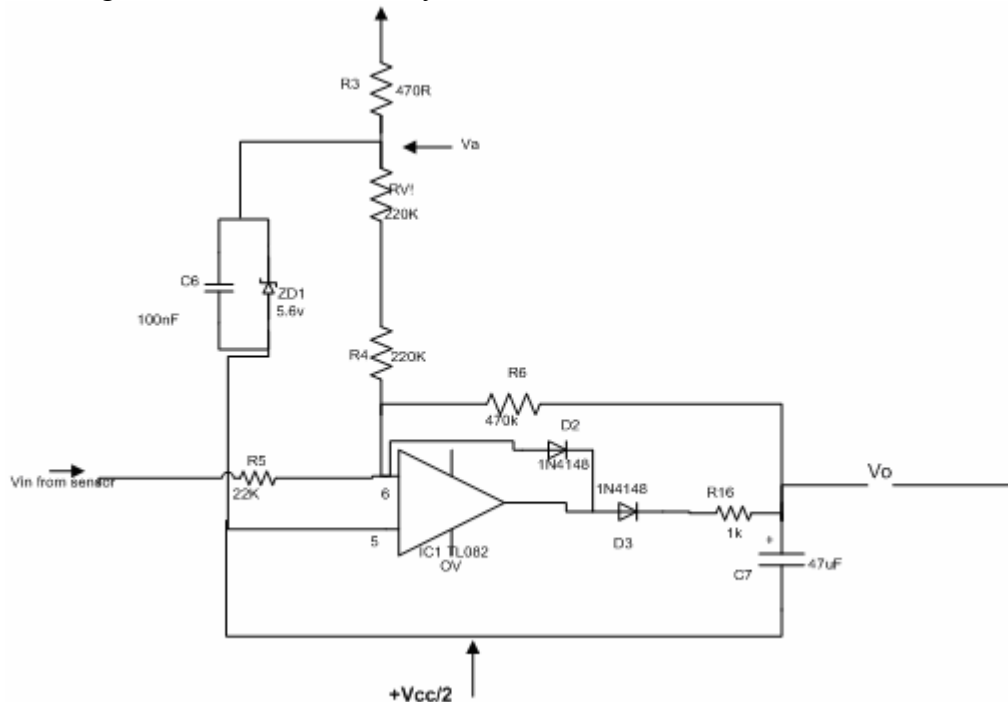 R3
470R
Va
RV!
220K
C6
ZD1
5.6v
100nF
R4
220K
R6
470k
D2
1N4148
R5
Vin from sensor
22K
6
1N4148
R16
Vo
5
IC1 TL082
OV
D3
1k
+
C7
47uF
+Vcc/2